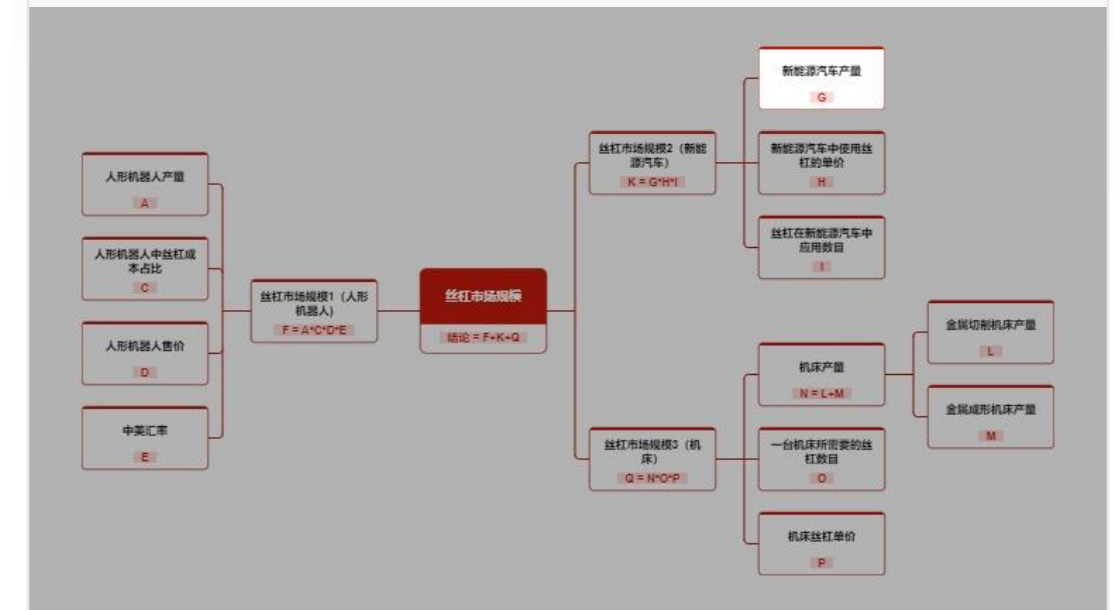 人形机器人产量
A
人形机器人中丝杠成
本占比
C
人形机器人售价
D
中美汇率
E
丝杠市场规模1（人形
机器人）
F = A*C*D*E
丝杠市场规模
结论 = F+K+Q
丝杠市场规模2（新能
源汽车）
K = G*H*I
新能源汽车产量
G
新能源汽车中使用丝
杠的单价
H
丝杠在新能源汽车中
应用数目
I
丝杠市场规模3（机
床）
Q = N*O*P
机床产量
N = L+M
金属切削机床产量
L
金属成形机床产量
M
一台机床所需要的丝
杠数目
O
机床丝杠单价
P